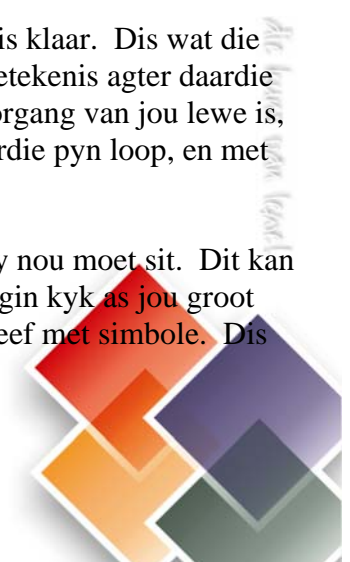 is klaar.  Dis wat die
etekenis agter daardie
organg van jou lewe is,
rdie pyn loop, en met
y nou moet sit.  Dit kan
gin kyk as jou groot
eef met simbole.  Dis